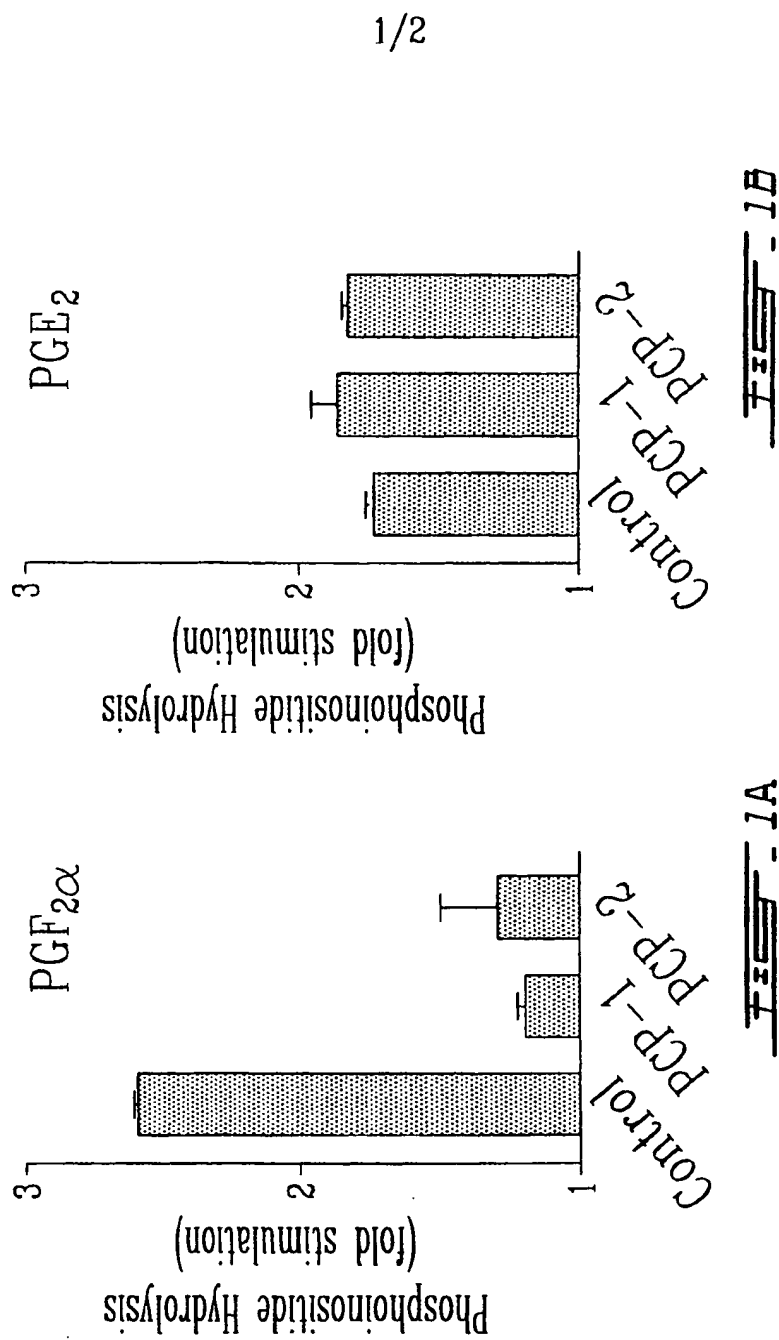 1/2
PGF2α
Phosphoinositide Hydrolysis
(fold stimulation)
3
2
1
Control
PCP-1
PCP-2
FIG - 1A
PGE2
Phosphoinositide Hydrolysis
(fold stimulation)
3
2
1
Control
PCP-1
PCP-2
FIG - 1B